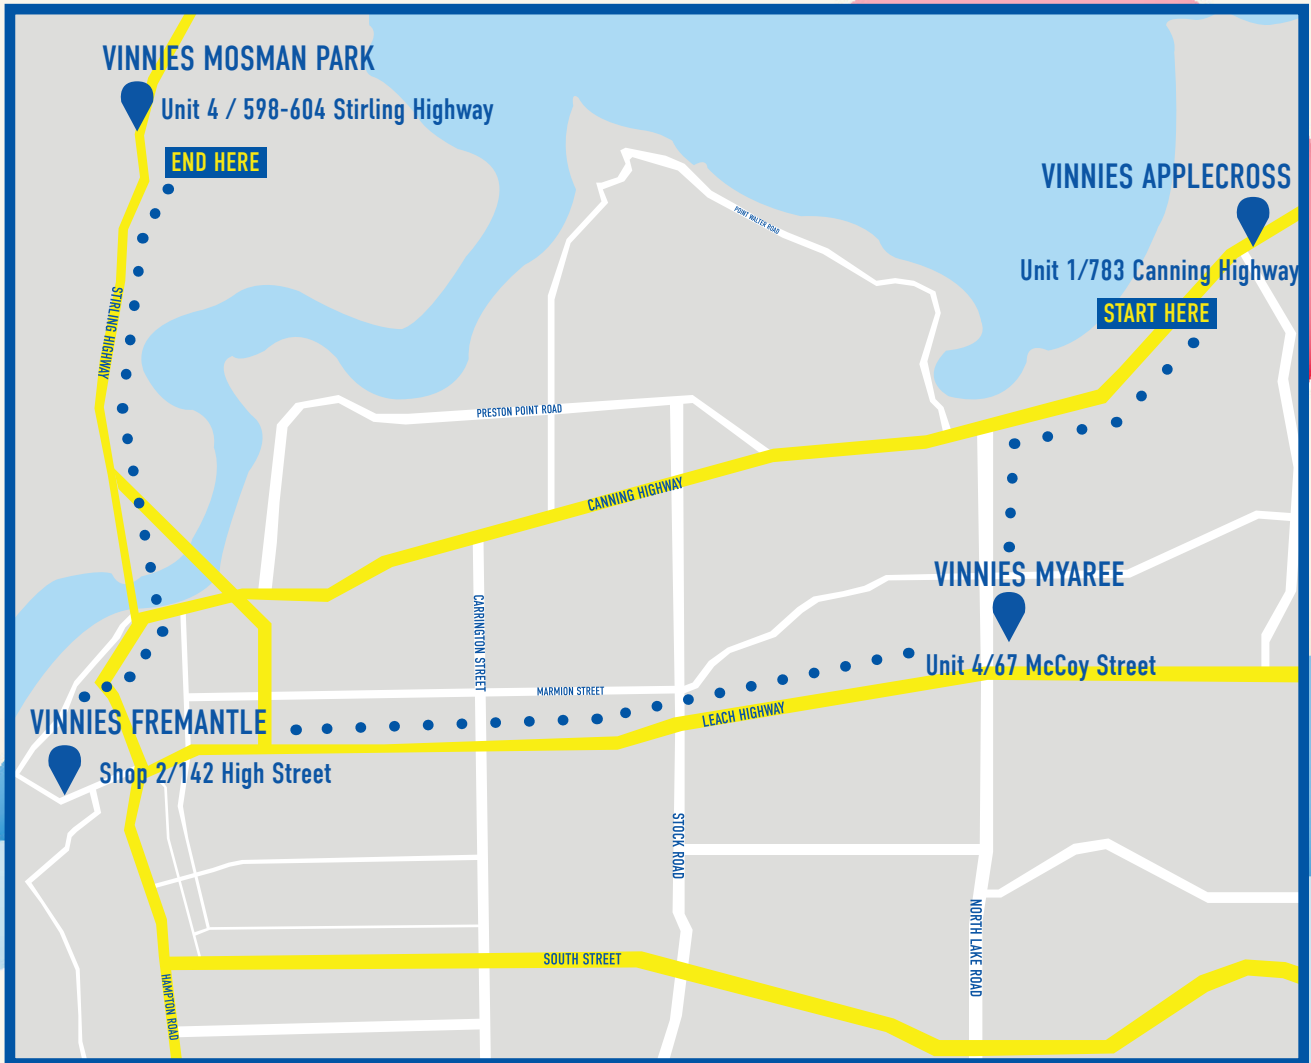 VINNIES MOSMAN PARK
Unit 4 / 598-604 Stirling Highway
END HERE
VINNIES APPLECROSS
Unit 1/783 Canning Highway
START HERE
POINT WALTER ROAD
STIRLING HIGHWAY
PRESTON POINT ROAD
CANNING HIGHWAY
VINNIES MYAREE
Unit 4/67 McCoy Street
CARRINGTON STREET
MARMION STREET
LEACH HIGHWAY
VINNIES FREMANTLE
Shop 2/142 High Street
STOCK ROAD
NORTH LAKE ROAD
SOUTH STREET
HAMPTON ROAD